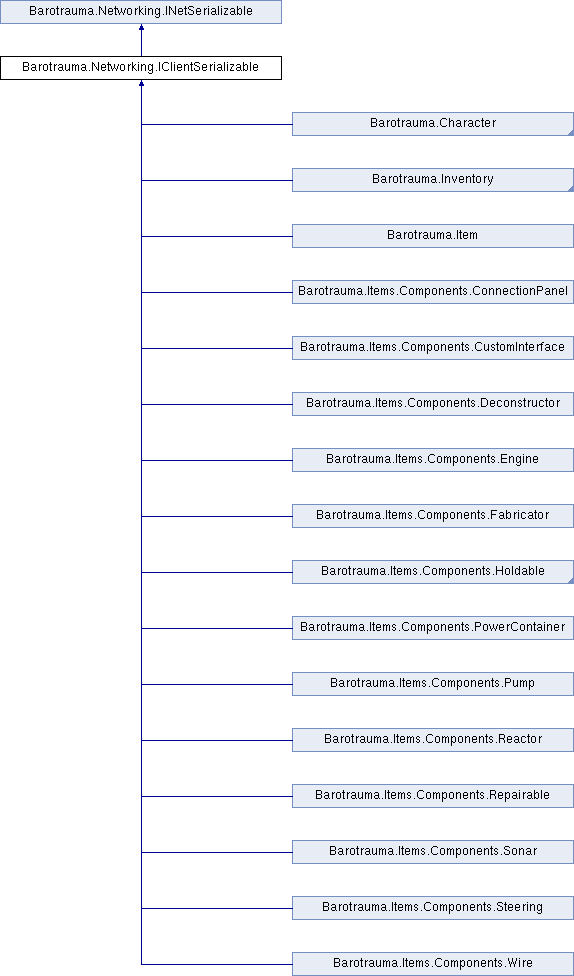 Barotrauma.Networking.INetSerializable
Barotrauma.Networking.IClientSerializable
Barotrauma.Character
Barotrauma.Inventory
Barotrauma.Item
Barotrauma.Items.Components.ConnectionPanel
Barotrauma.Items.Components.CustomInterface
Barotrauma.Items.Components.Deconstructor
Barotrauma.Items.Components.Engine
Barotrauma.Items.Components.Fabricator
Barotrauma.Items.Components.Holdable
Barotrauma.Items.Components.PowerContainer
Barotrauma.Items.Components.Pump
Barotrauma.Items.Components.Reactor
Barotrauma.Items.Components.Repairable
Barotrauma.Items.Components.Sonar
Barotrauma.Items.Components.Steering
Barotrauma.Items.Components.Wire